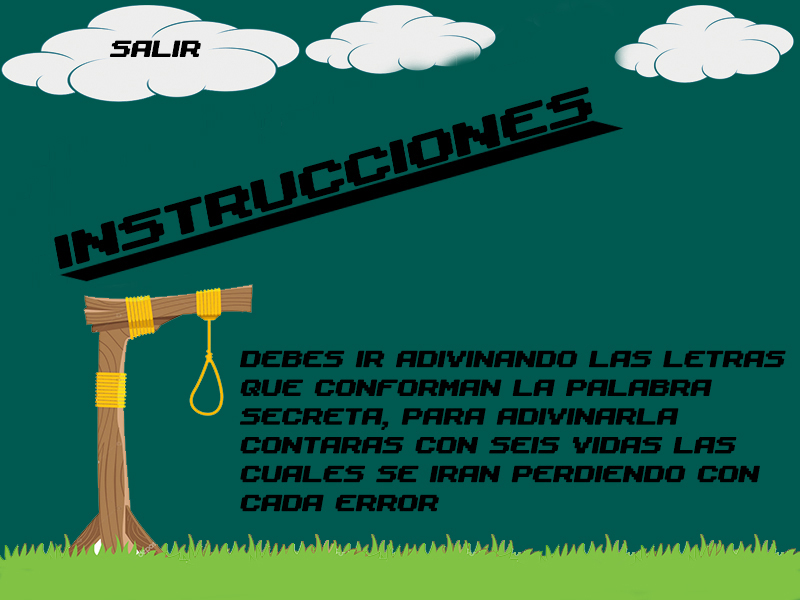 SALIR
INSTRUCCIONES
DEBES IR ADIVINANDO LAS LETRAS
QUE CONFORMAN LA PALABRA
SECRETA, PARA ADIVINARLA
CONTARAS CON SEIS VIDAS LAS
CUALES SE IRAN PERDIENDO CON
CADA ERROR